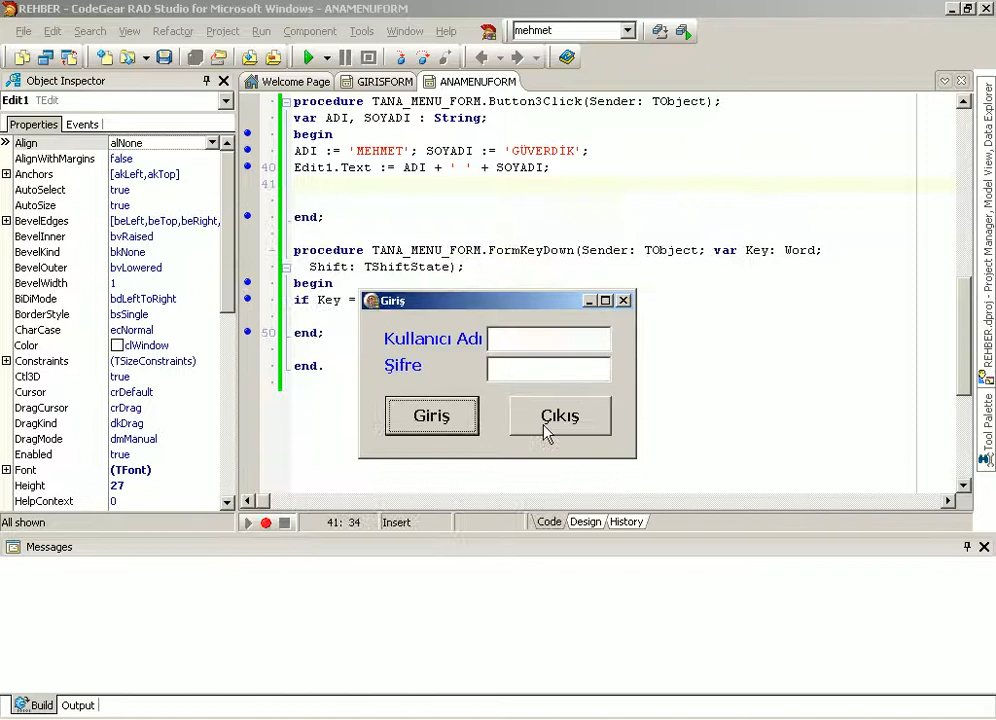 REHBER - CodeGear RAD Studio for Microsoft Windows - ANAMENUFORM
File Edit Search View Refactor Project Run Component Tools Window Help
mehmet
Object Inspector
Welcome Page GIRISFORM ANAMENUFORM
Edit1 TEdit
Properties Events
Align alNone
AlignWithMargins false
Anchors [akLeft,akTop]
AutoSelect true
AutoSize true
BevelEdges [beLeft,beTop,beRight,
BevelInner bvRaised
BevelKind bkNone
BevelOuter bvLowered
BevelWidth 1
BiDiMode bdLeftToRight
BorderStyle bsSingle
CharCase ecNormal
Color clWindow
Constraints (TSizeConstraints)
Ctl3D true
Cursor crDefault
DragCursor crDrag
DragKind dkDrag
DragMode dmManual
Enabled true
Font (TFont)
Height 27
HelpContext 0
All shown
procedure TANA_MENU_FORM.Button3Click(Sender: TObject);
var ADI, SOYADI : String;
begin
ADI := 'MEHMET'; SOYADI := 'GÜVERDİK';
40 Edit1.Text := ADI + ' ' + SOYADI;
41
end;
procedure TANA_MENU_FORM.FormKeyDown(Sender: TObject; var Key: Word;
Shift: TShiftState);
begin
if Key =
50 end;
end.
Giriş
Kullanıcı Adı
Şifre
Giriş Çıkış
41: 34 Insert
Code Design History
REHBER.dproj - Project Manager, Model View, Data Explorer
Tool Palette
Messages
Build Output